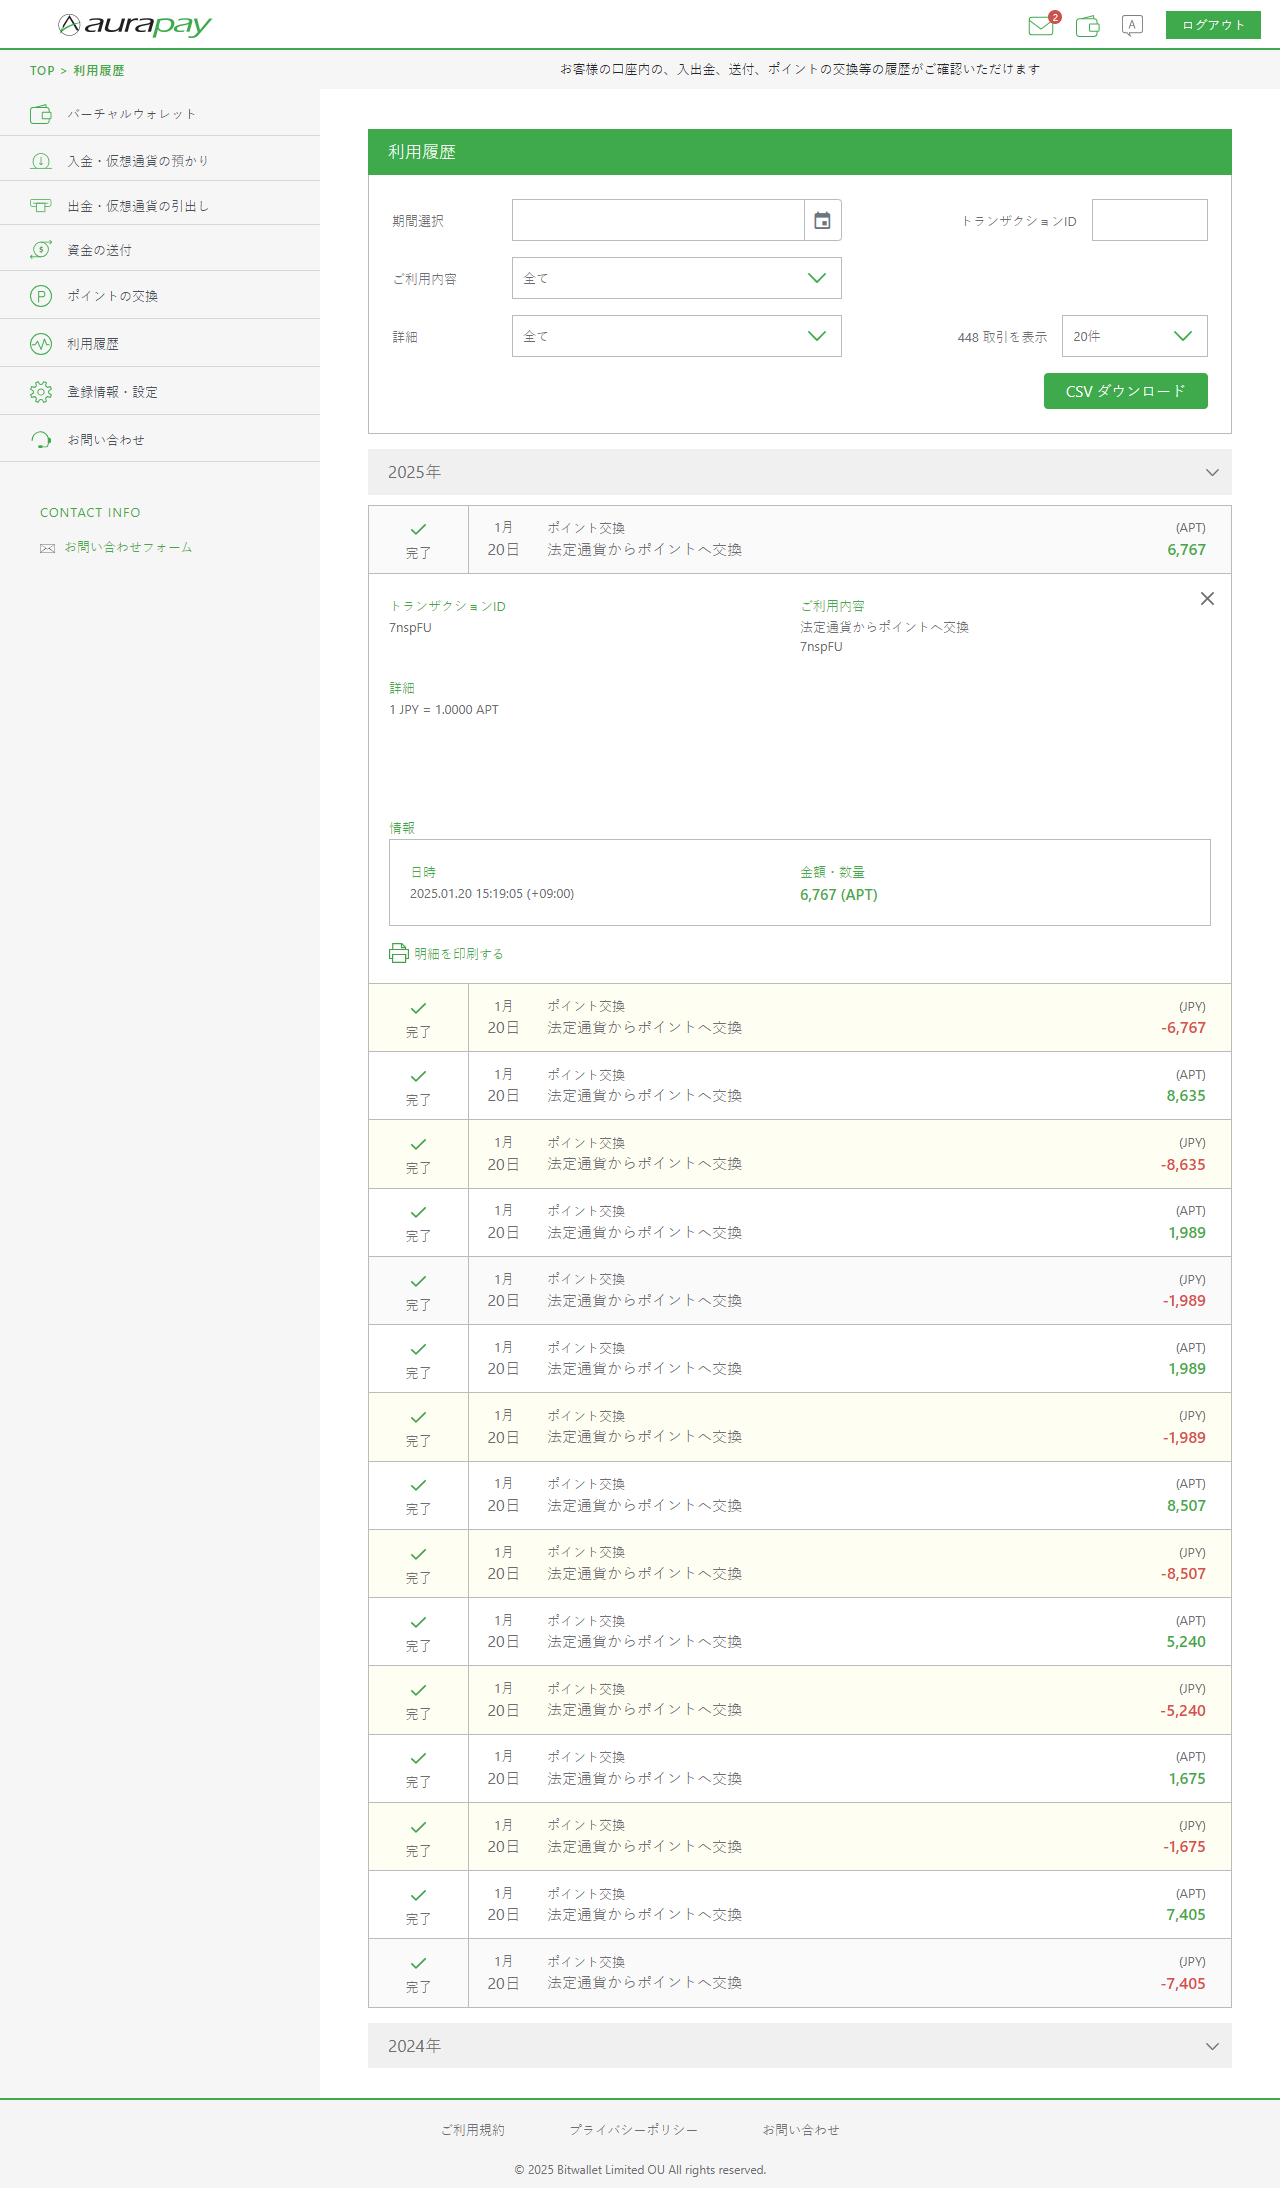 aurapay
2
A
ログアウト
TOP > 利用履歴
お客様の口座内の、入出金、送付、ポイントの交換等の履歴がご確認いただけます
バーチャルウォレット
入金・仮想通貨の預かり
出金・仮想通貨の引出し
資金の送付
ポイントの交換
利用履歴
登録情報・設定
お問い合わせ
CONTACT INFO
お問い合わせフォーム
利用履歴
期間選択
トランザクションID
ご利用内容
全て
詳細
全て
448 取引を表示
20件
CSV ダウンロード
2025年
完了
1月
20日
ポイント交換
法定通貨からポイントへ交換
(APT)
6,767
トランザクションID
7nspFU
ご利用内容
法定通貨からポイントへ交換
7nspFU
詳細
1 JPY = 1.0000 APT
情報
日時
2025.01.20 15:19:05 (+09:00)
金額・数量
6,767 (APT)
明細を印刷する
完了
1月
20日
ポイント交換
法定通貨からポイントへ交換
(JPY)
-6,767
完了
1月
20日
ポイント交換
法定通貨からポイントへ交換
(APT)
8,635
完了
1月
20日
ポイント交換
法定通貨からポイントへ交換
(JPY)
-8,635
完了
1月
20日
ポイント交換
法定通貨からポイントへ交換
(APT)
1,989
完了
1月
20日
ポイント交換
法定通貨からポイントへ交換
(JPY)
-1,989
完了
1月
20日
ポイント交換
法定通貨からポイントへ交換
(APT)
1,989
完了
1月
20日
ポイント交換
法定通貨からポイントへ交換
(JPY)
-1,989
完了
1月
20日
ポイント交換
法定通貨からポイントへ交換
(APT)
8,507
完了
1月
20日
ポイント交換
法定通貨からポイントへ交換
(JPY)
-8,507
完了
1月
20日
ポイント交換
法定通貨からポイントへ交換
(APT)
5,240
完了
1月
20日
ポイント交換
法定通貨からポイントへ交換
(JPY)
-5,240
完了
1月
20日
ポイント交換
法定通貨からポイントへ交換
(APT)
1,675
完了
1月
20日
ポイント交換
法定通貨からポイントへ交換
(JPY)
-1,675
完了
1月
20日
ポイント交換
法定通貨からポイントへ交換
(APT)
7,405
完了
1月
20日
ポイント交換
法定通貨からポイントへ交換
(JPY)
-7,405
2024年
ご利用規約
プライバシーポリシー
お問い合わせ
© 2025 Bitwallet Limited OU All rights reserved.